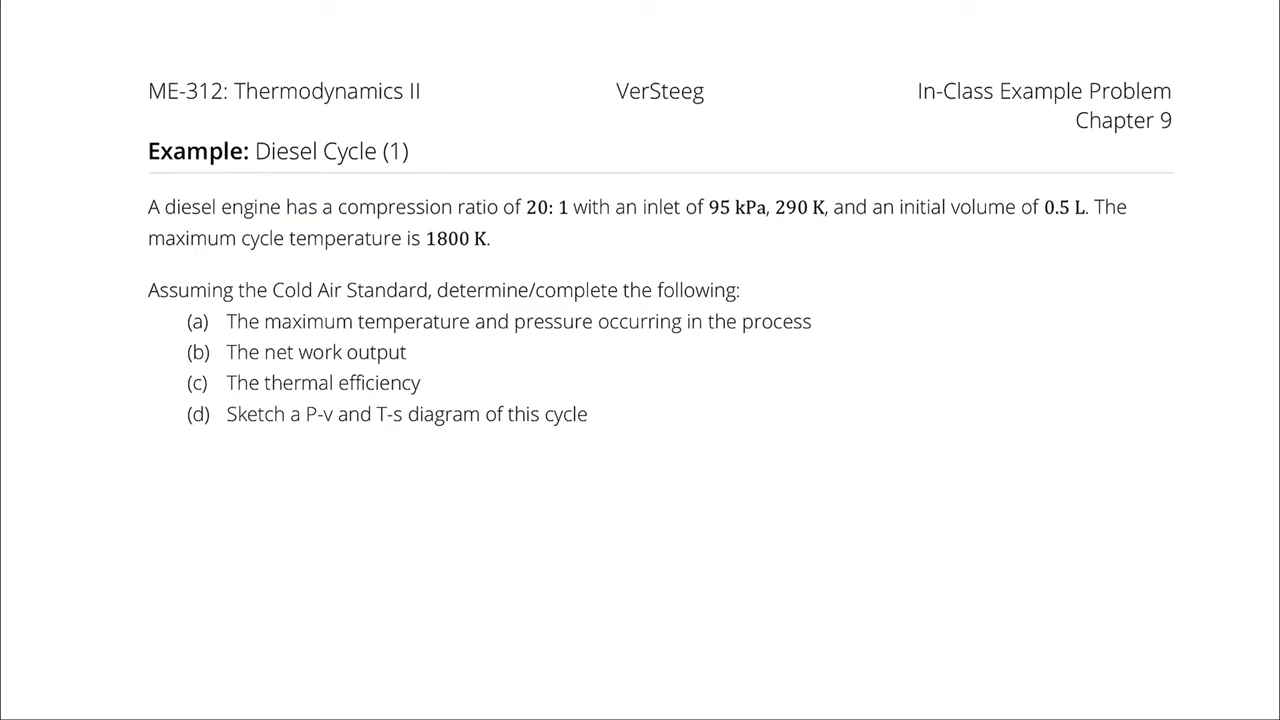 ME-312: Thermodynamics II VerSteeg In-Class Example Problem
Chapter 9
Example: Diesel Cycle (1)
A diesel engine has a compression ratio of 20: 1 with an inlet of 95 kPa, 290 K, and an initial volume of 0.5 L. The
maximum cycle temperature is 1800 K.
Assuming the Cold Air Standard, determine/complete the following:
(a) The maximum temperature and pressure occurring in the process
(b) The net work output
(c) The thermal efficiency
(d) Sketch a P-v and T-s diagram of this cycle